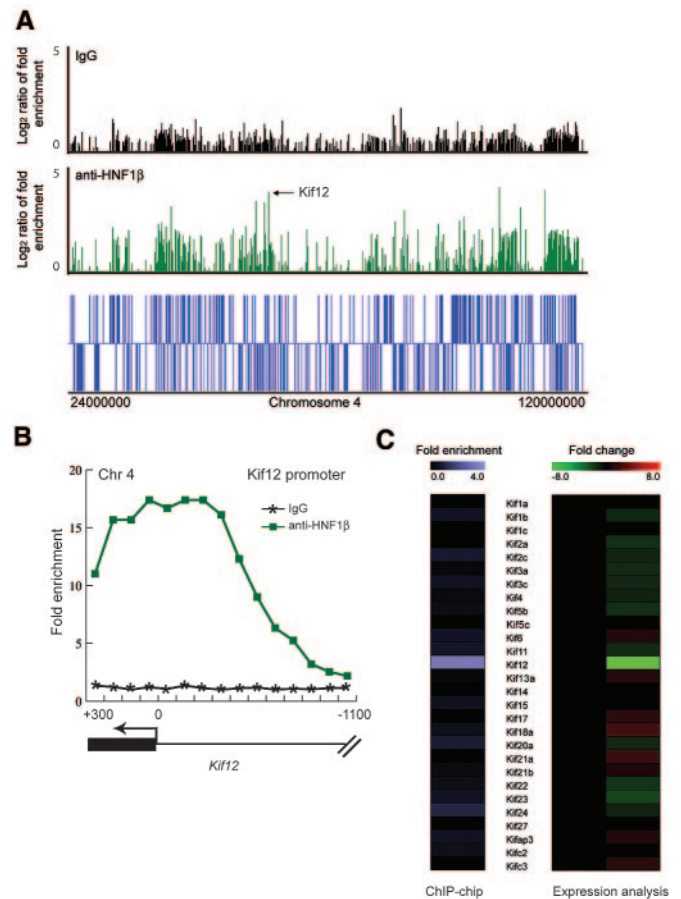 A
IgG
Log2 ratio of fold enrichment
5
0
anti-HNF1β
Kif12
Log2 ratio of fold enrichment
5
0
24000000
Chromosome 4
120000000
B
Chr 4
Kif12 promoter
IgG
anti-HNF1β
Fold enrichment
20
15
10
5
0
+300
0
-1100
Kif12
C
Fold enrichment
0.0
4.0
Fold change
-8.0
8.0
Kif1a
Kif1b
Kif1c
Kif2a
Kif2c
Kif3a
Kif3c
Kif4
Kif5b
Kif5c
Kif6
Kif11
Kif12
Kif13a
Kif14
Kif15
Kif17
Kif18a
Kif20a
Kif21a
Kif21b
Kif22
Kif23
Kif24
Kif27
Kifap3
Kifc2
Kifc3
ChIP-chip
Expression analysis